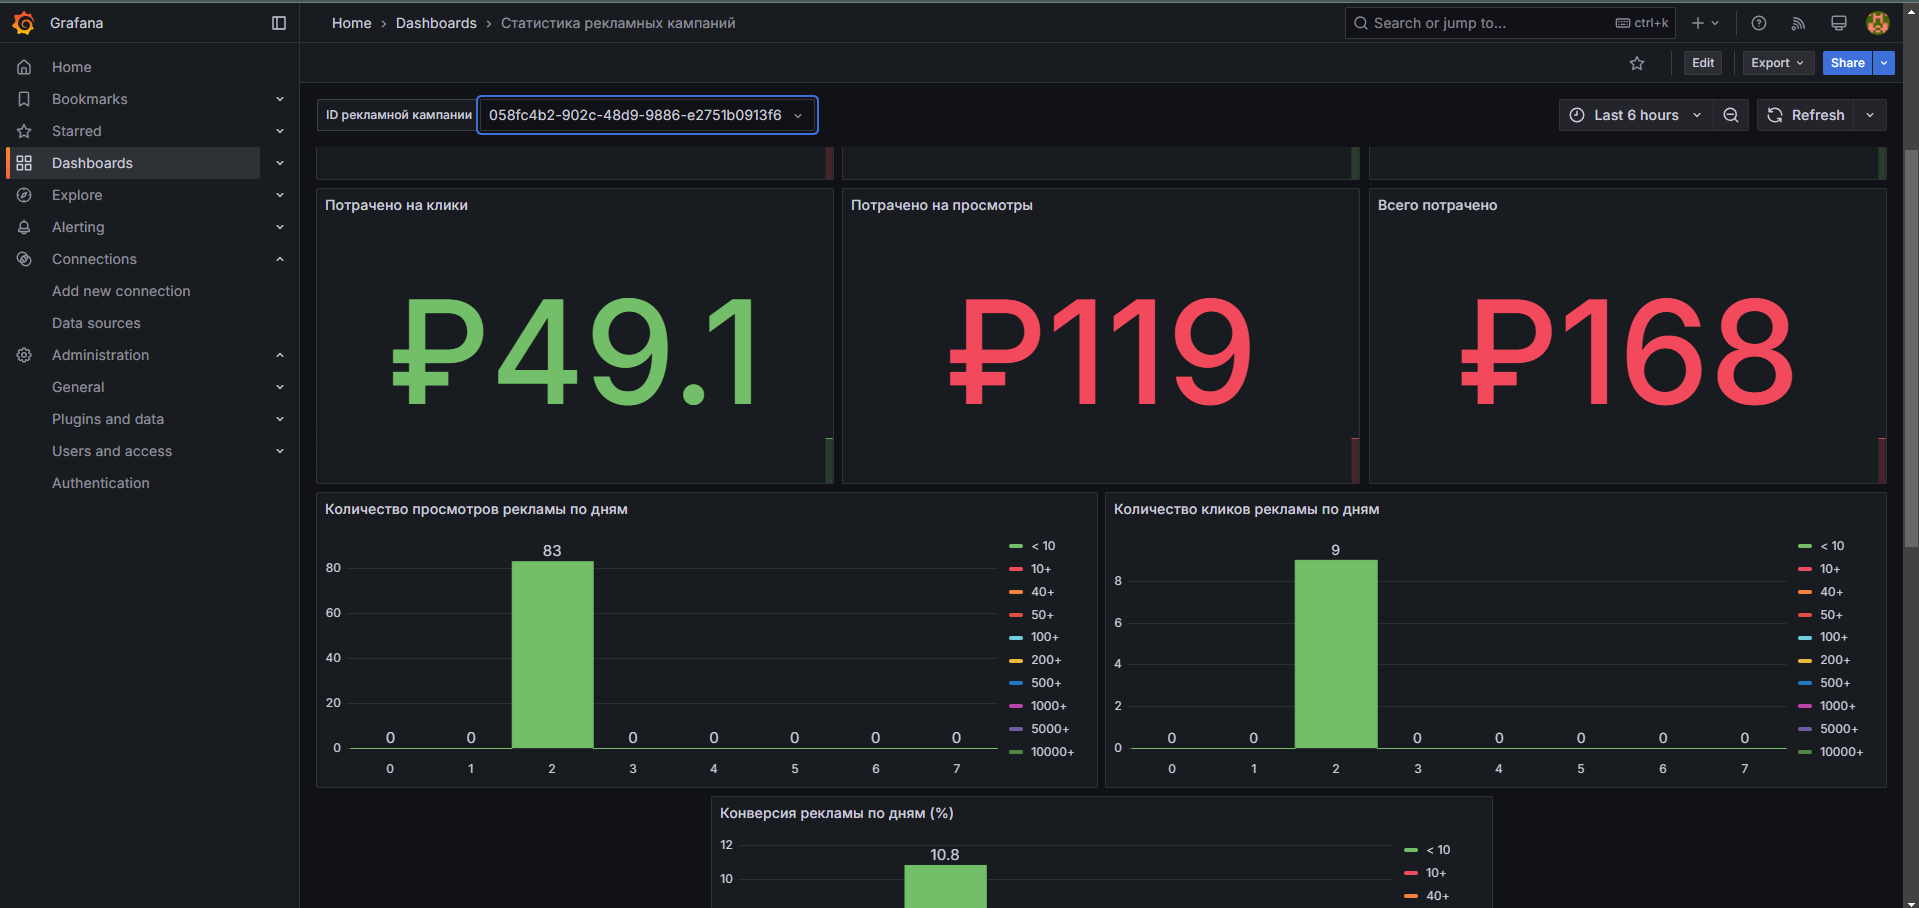 Grafana
Home › Dashboards › Статистика рекламных кампаний
Search or jump to...
ctrl+k
Edit
Export
Share
Home
Bookmarks
Starred
Dashboards
Explore
Alerting
Connections
Add new connection
Data sources
Administration
General
Plugins and data
Users and access
Authentication
ID рекламной кампании
058fc4b2-902c-48d9-9886-e2751b0913f6
Last 6 hours
Refresh
Потрачено на клики
₽49.1
Потрачено на просмотры
₽119
Всего потрачено
₽168
Количество просмотров рекламы по дням
80
60
40
20
0
0
0
83
0
0
0
0
0
0
1
2
3
4
5
6
7
< 10
10+
40+
50+
100+
200+
500+
1000+
5000+
10000+
Количество кликов рекламы по дням
8
6
4
2
0
0
0
9
0
0
0
0
0
0
1
2
3
4
5
6
7
< 10
10+
40+
50+
100+
200+
500+
1000+
5000+
10000+
Конверсия рекламы по дням (%)
12
10
10.8
< 10
10+
40+